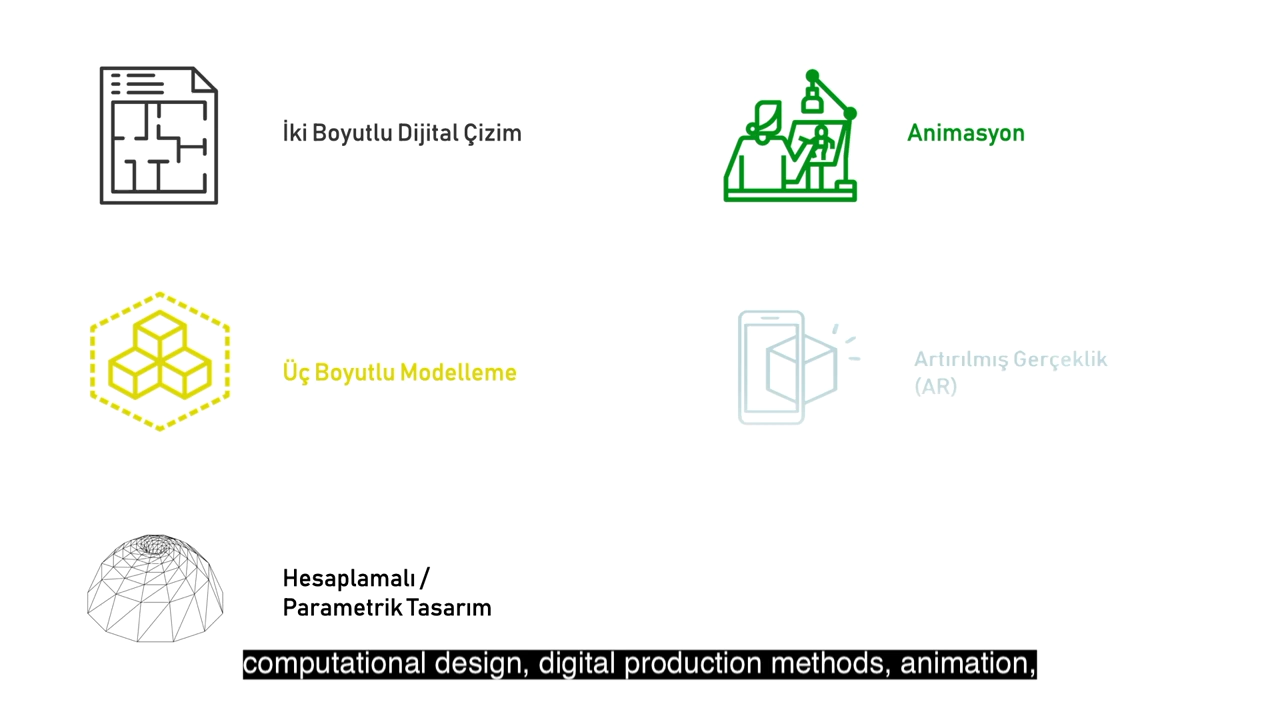 İki Boyutlu Dijital Çizim
Üç Boyutlu Modelleme
Hesaplamalı /
Parametrik Tasarım
Animasyon
Artırılmış Gerçeklik
(AR)
computational design, digital production methods, animation,